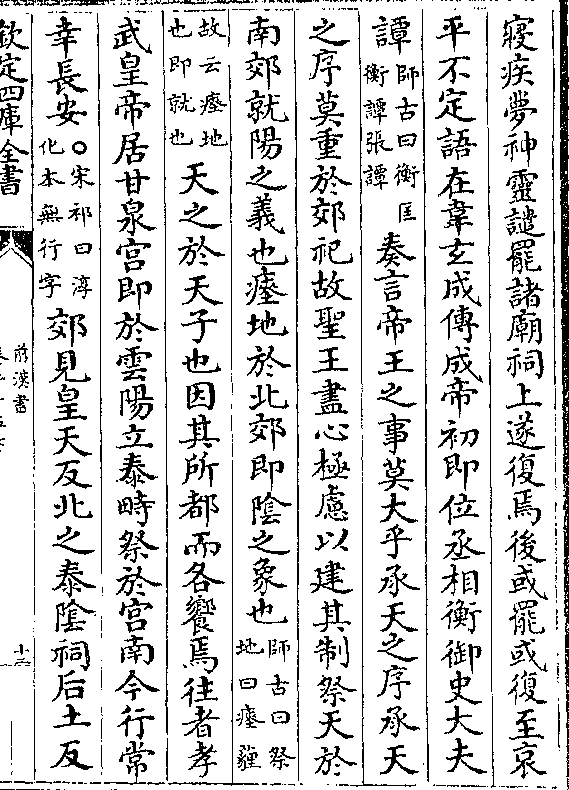 寢疾夢神靈譴罷諸廟祠上遂復焉後或罷或復至哀
平不定語在韋玄成傳成帝初即位丞相衡御史大夫
譚師古曰衡匡衡譚張譚奏言帝王之事莫大乎承天之序承天
之序莫重於郊祀故聖王盡心極慮以建其制祭天於
南郊就陽之義也瘞地於北郊即陰之象也師古曰祭地曰瘞薶
故云瘞地也即就也天之於天子也因其所都而各饗焉往者孝
武皇帝居甘泉宮即於雲陽立泰畤祭於宮南今行常
幸長安○宋祁曰淳化本無行字郊見皇天反北之泰陰祠后土反
欽定四庫全書
前漢書